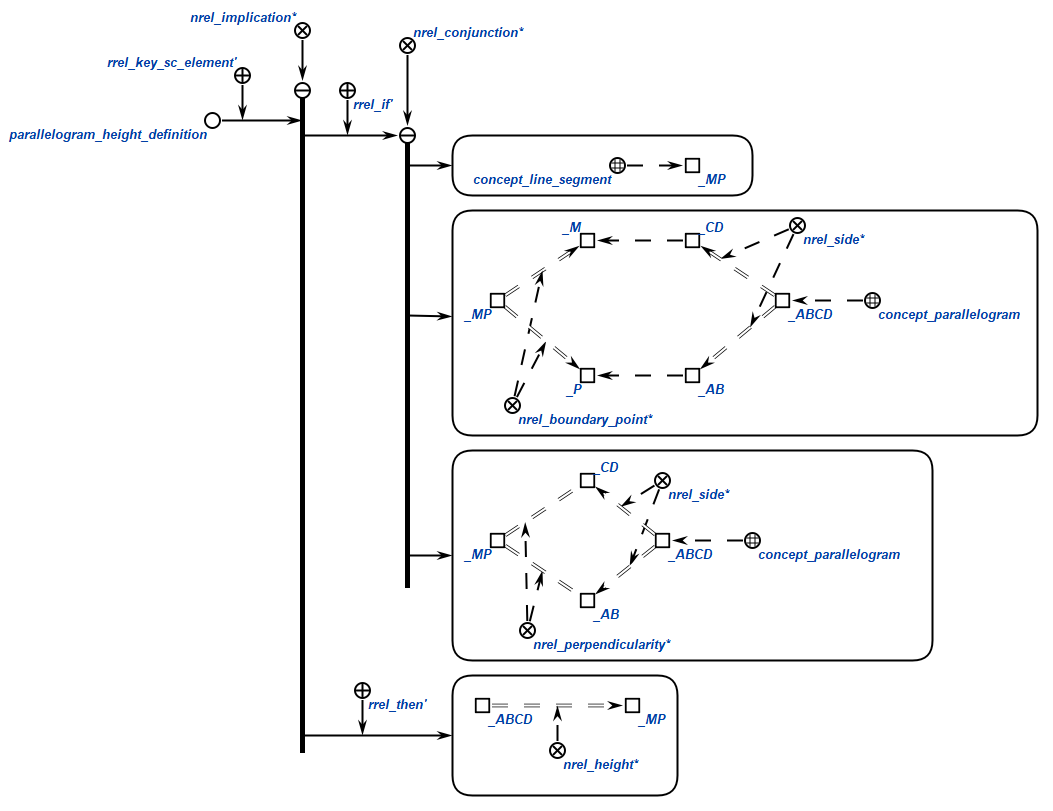 nrel_implication*
nrel_conjunction*
rrel_key_sc_element'
rrel_if'
parallelogram_height_definition
concept_line_segment
_MP
_M
_CD
nrel_side*
_MP
_ABCD
concept_parallelogram
_P
_AB
nrel_boundary_point*
_CD
nrel_side*
_MP
_ABCD
concept_parallelogram
_AB
nrel_perpendicularity*
rrel_then'
_ABCD
_MP
nrel_height*